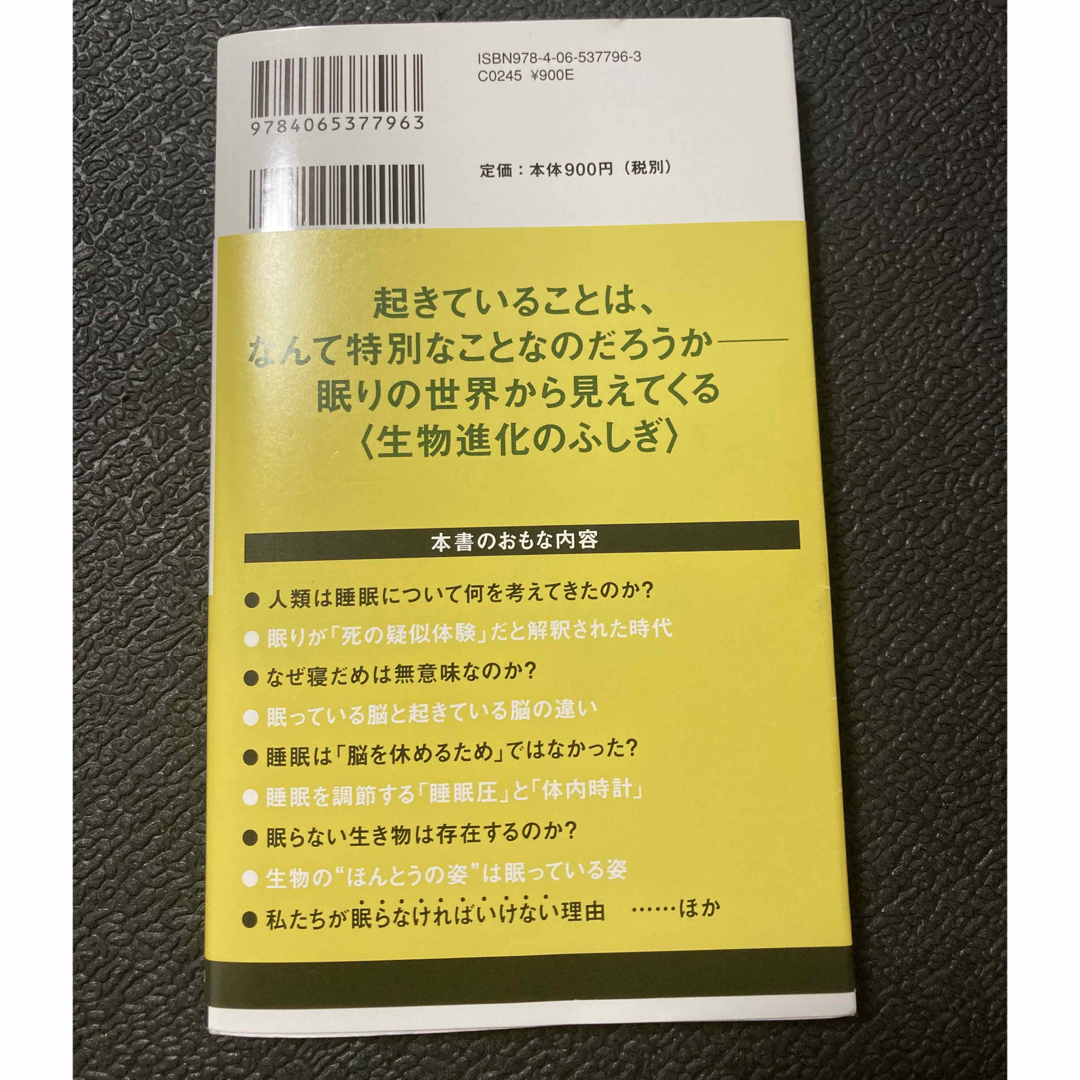 ISBN978-4-06-537796-3
C0245 ¥900E
9784065377963
定価：本体900円（税別）
起きていることは、
なんて特別なことなのだろうか――
眠りの世界から見えてくる
〈生物進化のふしぎ〉
本書のおもな内容
●人類は睡眠について何を考えてきたのか?
●眠りが「死の疑似体験」だと解釈された時代
●なぜ寝だめは無意味なのか?
●眠っている脳と起きている脳の違い
●睡眠は「脳を休めるため」ではなかった?
●睡眠を調節する「睡眠圧」と「体内時計」
●眠らない生き物は存在するのか?
●生物の“ほんとうの姿”は眠っている姿
●私たちが眠らなければいけない理由 ……ほか